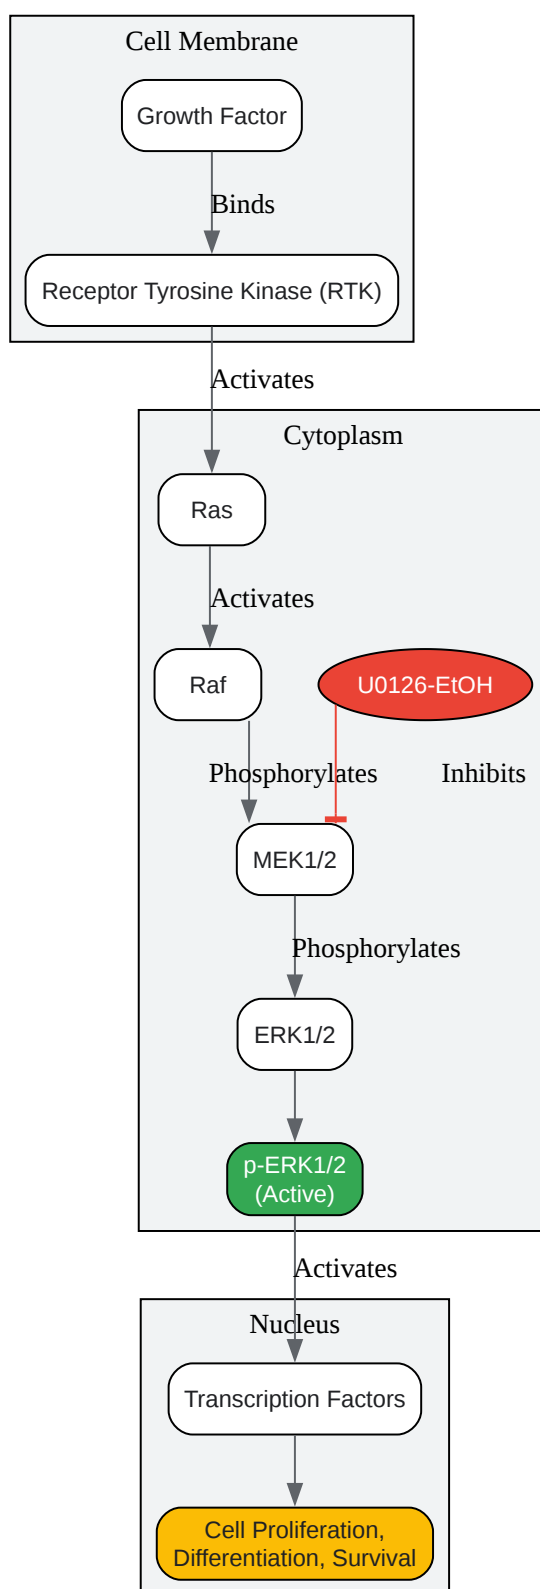 Cell Membrane
Growth Factor
Binds
Receptor Tyrosine Kinase (RTK)
Activates
Cytoplasm
Ras
Activates
Raf
U0126-EtOH
Phosphorylates
Inhibits
MEK1/2
Phosphorylates
ERK1/2
p-ERK1/2
(Active)
Activates
Nucleus
Transcription Factors
Cell Proliferation,
Differentiation, Survival